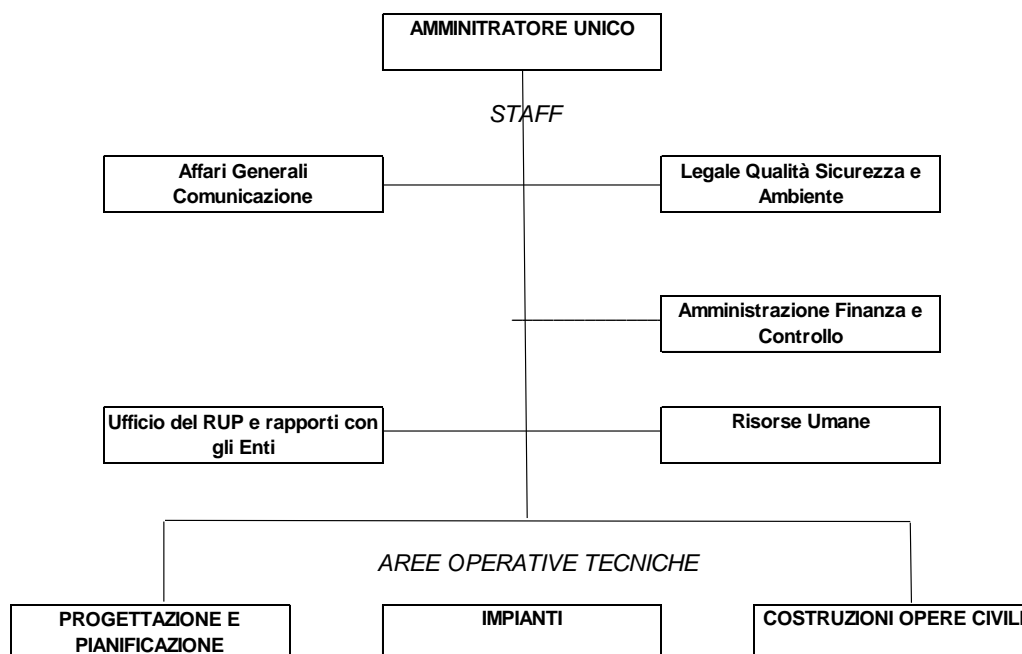 AMMINITRATORE UNICO
STAFF
Affari Generali
Comunicazione
Legale Qualità Sicurezza e
Ambiente
Amministrazione Finanza e
Controllo
Ufficio del RUP e rapporti con
gli Enti
Risorse Umane
AREE OPERATIVE TECNICHE
PROGETTAZIONE E
PIANIFICAZIONE
IMPIANTI
COSTRUZIONI OPERE CIVILI